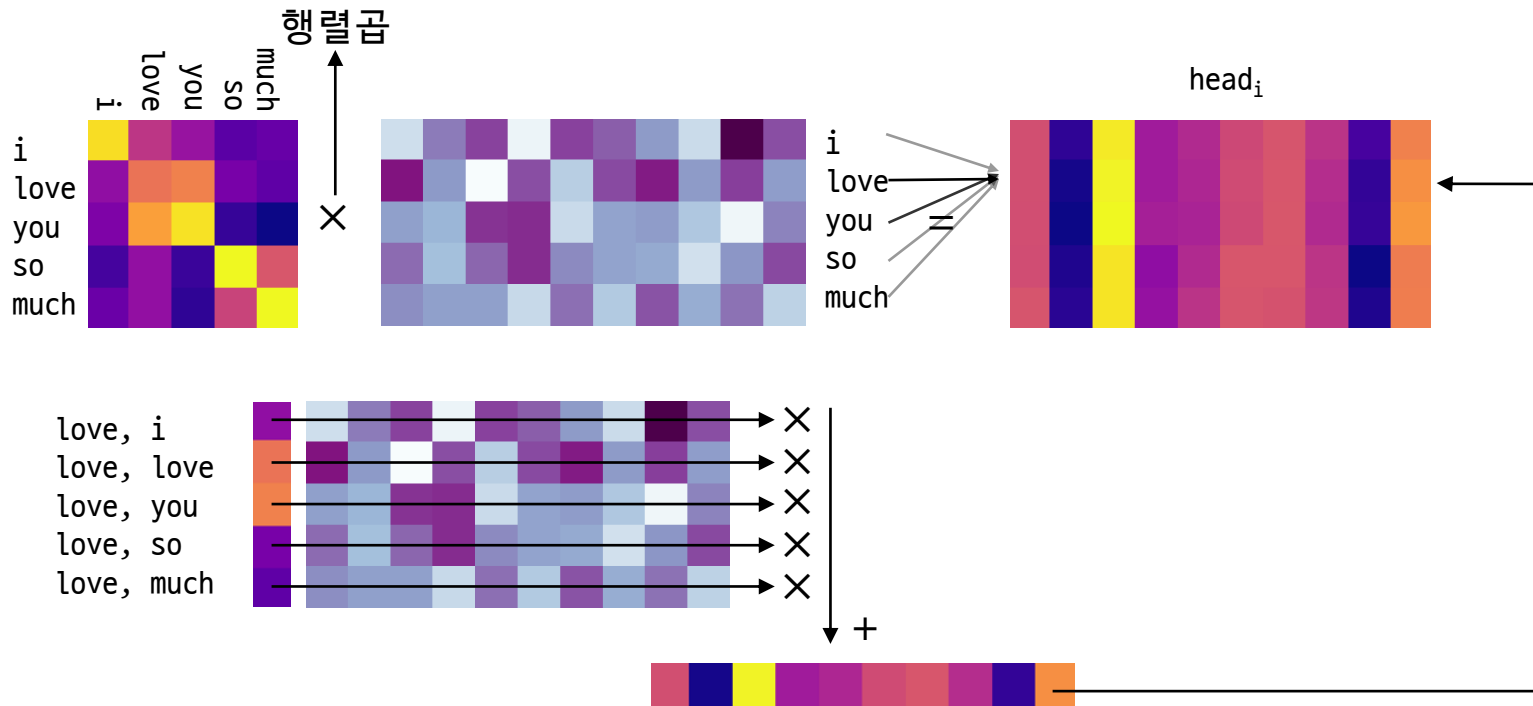 행렬곱
i love you so much
i
love
you
so
much
×
i
love
you
so
much
=
head_i
love, i
love, love
love, you
love, so
love, much
×
×
×
×
×
+